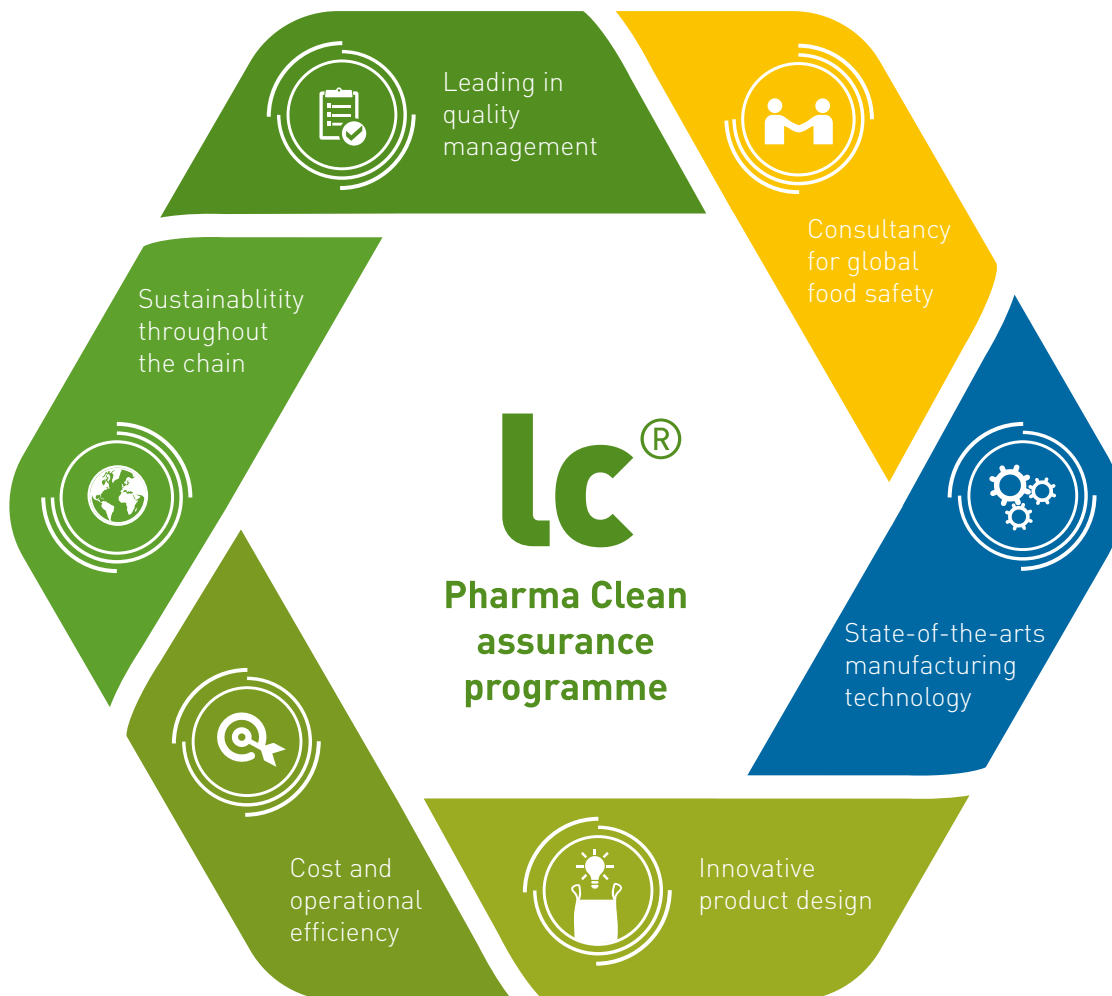 Leading in
quality
management
Consultancy
for global
food safety
State-of-the-arts
manufacturing
technology
Innovative
product design
Cost and
operational
efficiency
Sustainablitity
throughout
the chain
lc®
Pharma Clean
assurance
programme